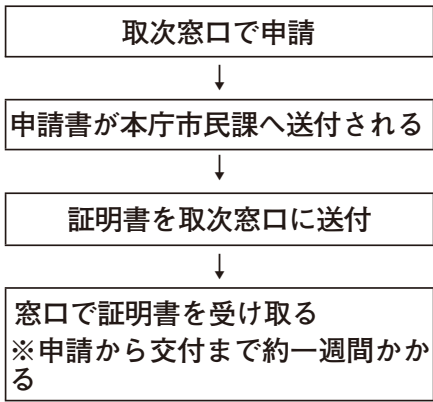 取次窓口で申請
↓
申請書が本庁市民課へ送付される
↓
証明書を取次窓口に送付
↓
窓口で証明書を受け取る
※申請から交付まで約一週間かか
る